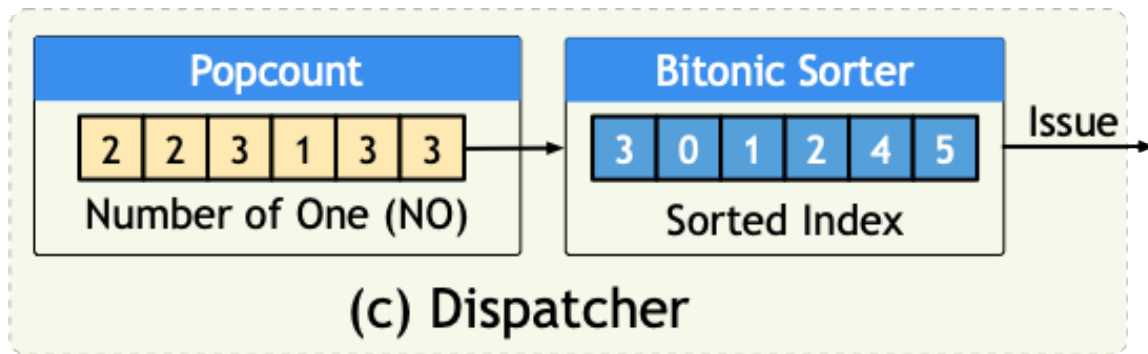 Popcount
2 2 3 1 3 3
Number of One (NO)
Bitonic Sorter
3 0 1 2 4 5
Sorted Index
Issue
(c) Dispatcher